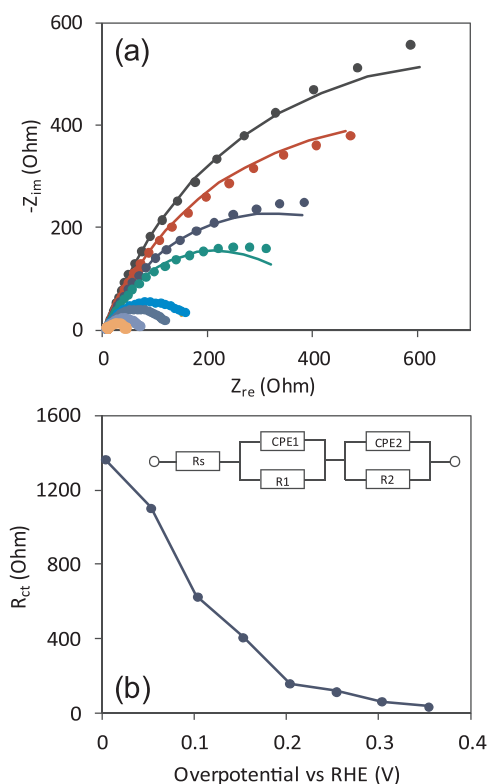 (a)
600
400
200
0
-Z_im (Ohm)
0 200 400 600
Z_re (Ohm)
1600
1200
800
400
0
R_ct (Ohm)
CPE1 CPE2
Rs
R1 R2
(b)
0 0.1 0.2 0.3 0.4
Overpotential vs RHE (V)